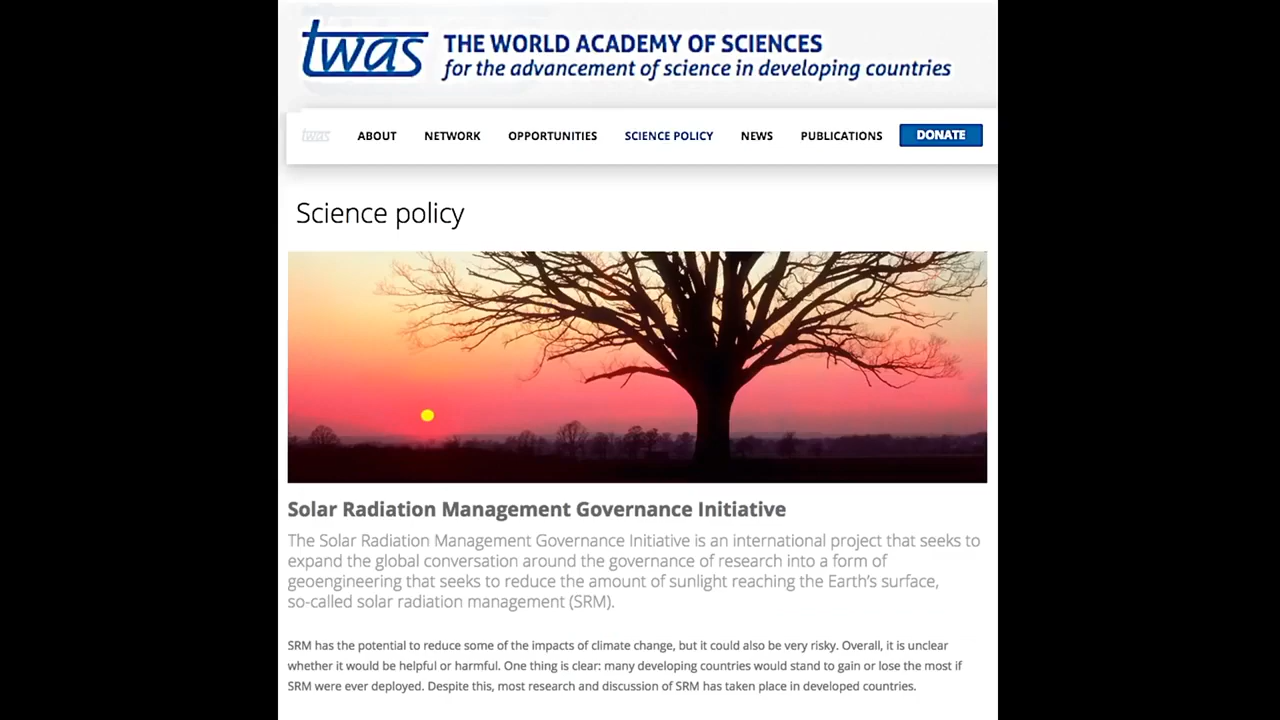 twas THE WORLD ACADEMY OF SCIENCES
for the advancement of science in developing countries
twas ABOUT NETWORK OPPORTUNITIES SCIENCE POLICY NEWS PUBLICATIONS DONATE
Science policy
Solar Radiation Management Governance Initiative
The Solar Radiation Management Governance Initiative is an international project that seeks to
expand the global conversation around the governance of research into a form of
geoengineering that seeks to reduce the amount of sunlight reaching the Earth’s surface,
so-called solar radiation management (SRM).
SRM has the potential to reduce some of the impacts of climate change, but it could also be very risky. Overall, it is unclear
whether it would be helpful or harmful. One thing is clear: many developing countries would stand to gain or lose the most if
SRM were ever deployed. Despite this, most research and discussion of SRM has taken place in developed countries.